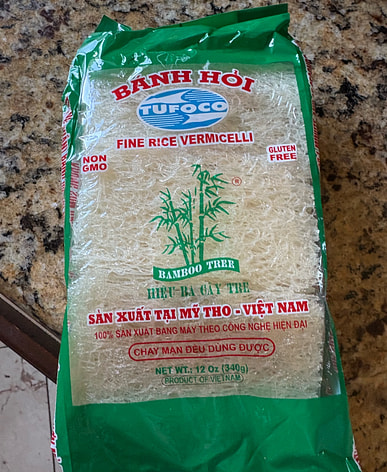 BÁNH HỎI
TUFOCO
FINE RICE VERMICELLI
NON
GMO
GLUTEN
FREE
®
BAMBOO TREE
HIỆU BA CÂY TRE
SẢN XUẤT TẠI MỸ THO - VIỆT NAM
100% SẢN XUẤT BẰNG MÁY THEO CÔNG NGHỆ HIỆN ĐẠI
CHAY MẶN ĐỀU DÙNG ĐƯỢC
NET WT.: 12 Oz (340g)
(PRODUCT OF VIETNAM)